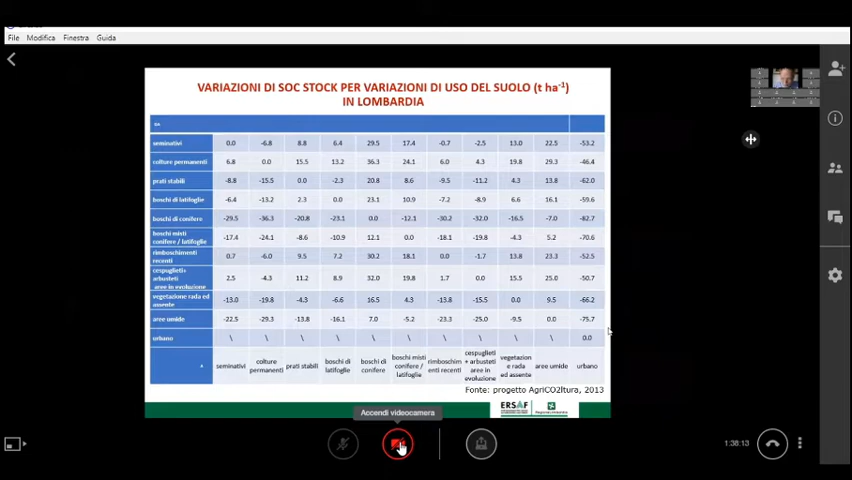 File Modifica Finestra Guida
VARIAZIONI DI SOC STOCK PER VARIAZIONI DI USO DEL SUOLO (t ha-1)
IN LOMBARDIA
DA
seminativi 0.0 -6.8 8.8 6.4 29.5 17.4 -0.7 -2.5 13.0 22.5 -53.2
colture permanenti 6.8 0.0 15.5 13.2 36.3 24.1 6.0 4.3 19.8 29.3 -46.4
prati stabili -8.8 -15.5 0.0 -2.3 20.8 8.6 -9.5 -11.2 4.3 13.8 -62.0
boschi di latifoglie -6.4 -13.2 2.3 0.0 23.1 10.9 -7.2 -8.9 6.6 16.1 -59.6
boschi di conifere -29.5 -36.3 -20.8 -23.1 0.0 -12.1 -30.2 -32.0 -16.5 -7.0 -82.7
boschi misti
conifere / latifoglie -17.4 -24.1 -8.6 -10.9 12.1 0.0 -18.1 -19.8 -4.3 5.2 -70.6
rimboschimenti
recenti 0.7 -6.0 9.5 7.2 30.2 18.1 0.0 -1.7 13.8 23.3 -52.5
cespuglieti+
arbusteti
aree in evoluzione 2.5 -4.3 11.2 8.9 32.0 19.8 1.7 0.0 15.5 25.0 -50.7
vegetazione rada ed
assente -13.0 -19.8 -4.3 -6.6 16.5 4.3 -13.8 -15.5 0.0 9.5 -66.2
aree umide -22.5 -29.3 -13.8 -16.1 7.0 -5.2 -23.3 -25.0 -9.5 0.0 -75.7
urbano \ \ \ \ \ \ \ \ \ \ 0.0
a seminativi colture permanenti prati stabili boschi di latifoglie boschi di conifere boschi misti conifere / latifoglie rimboschim enti recenti cespuglieti + arbusteti aree in evoluzione vegetazion e rada ed assente aree umide urbano
Fonte: progetto AgriCO2ltura, 2013
ERSAF
Regione Lombardia
Accendi videocamera
1:38:13